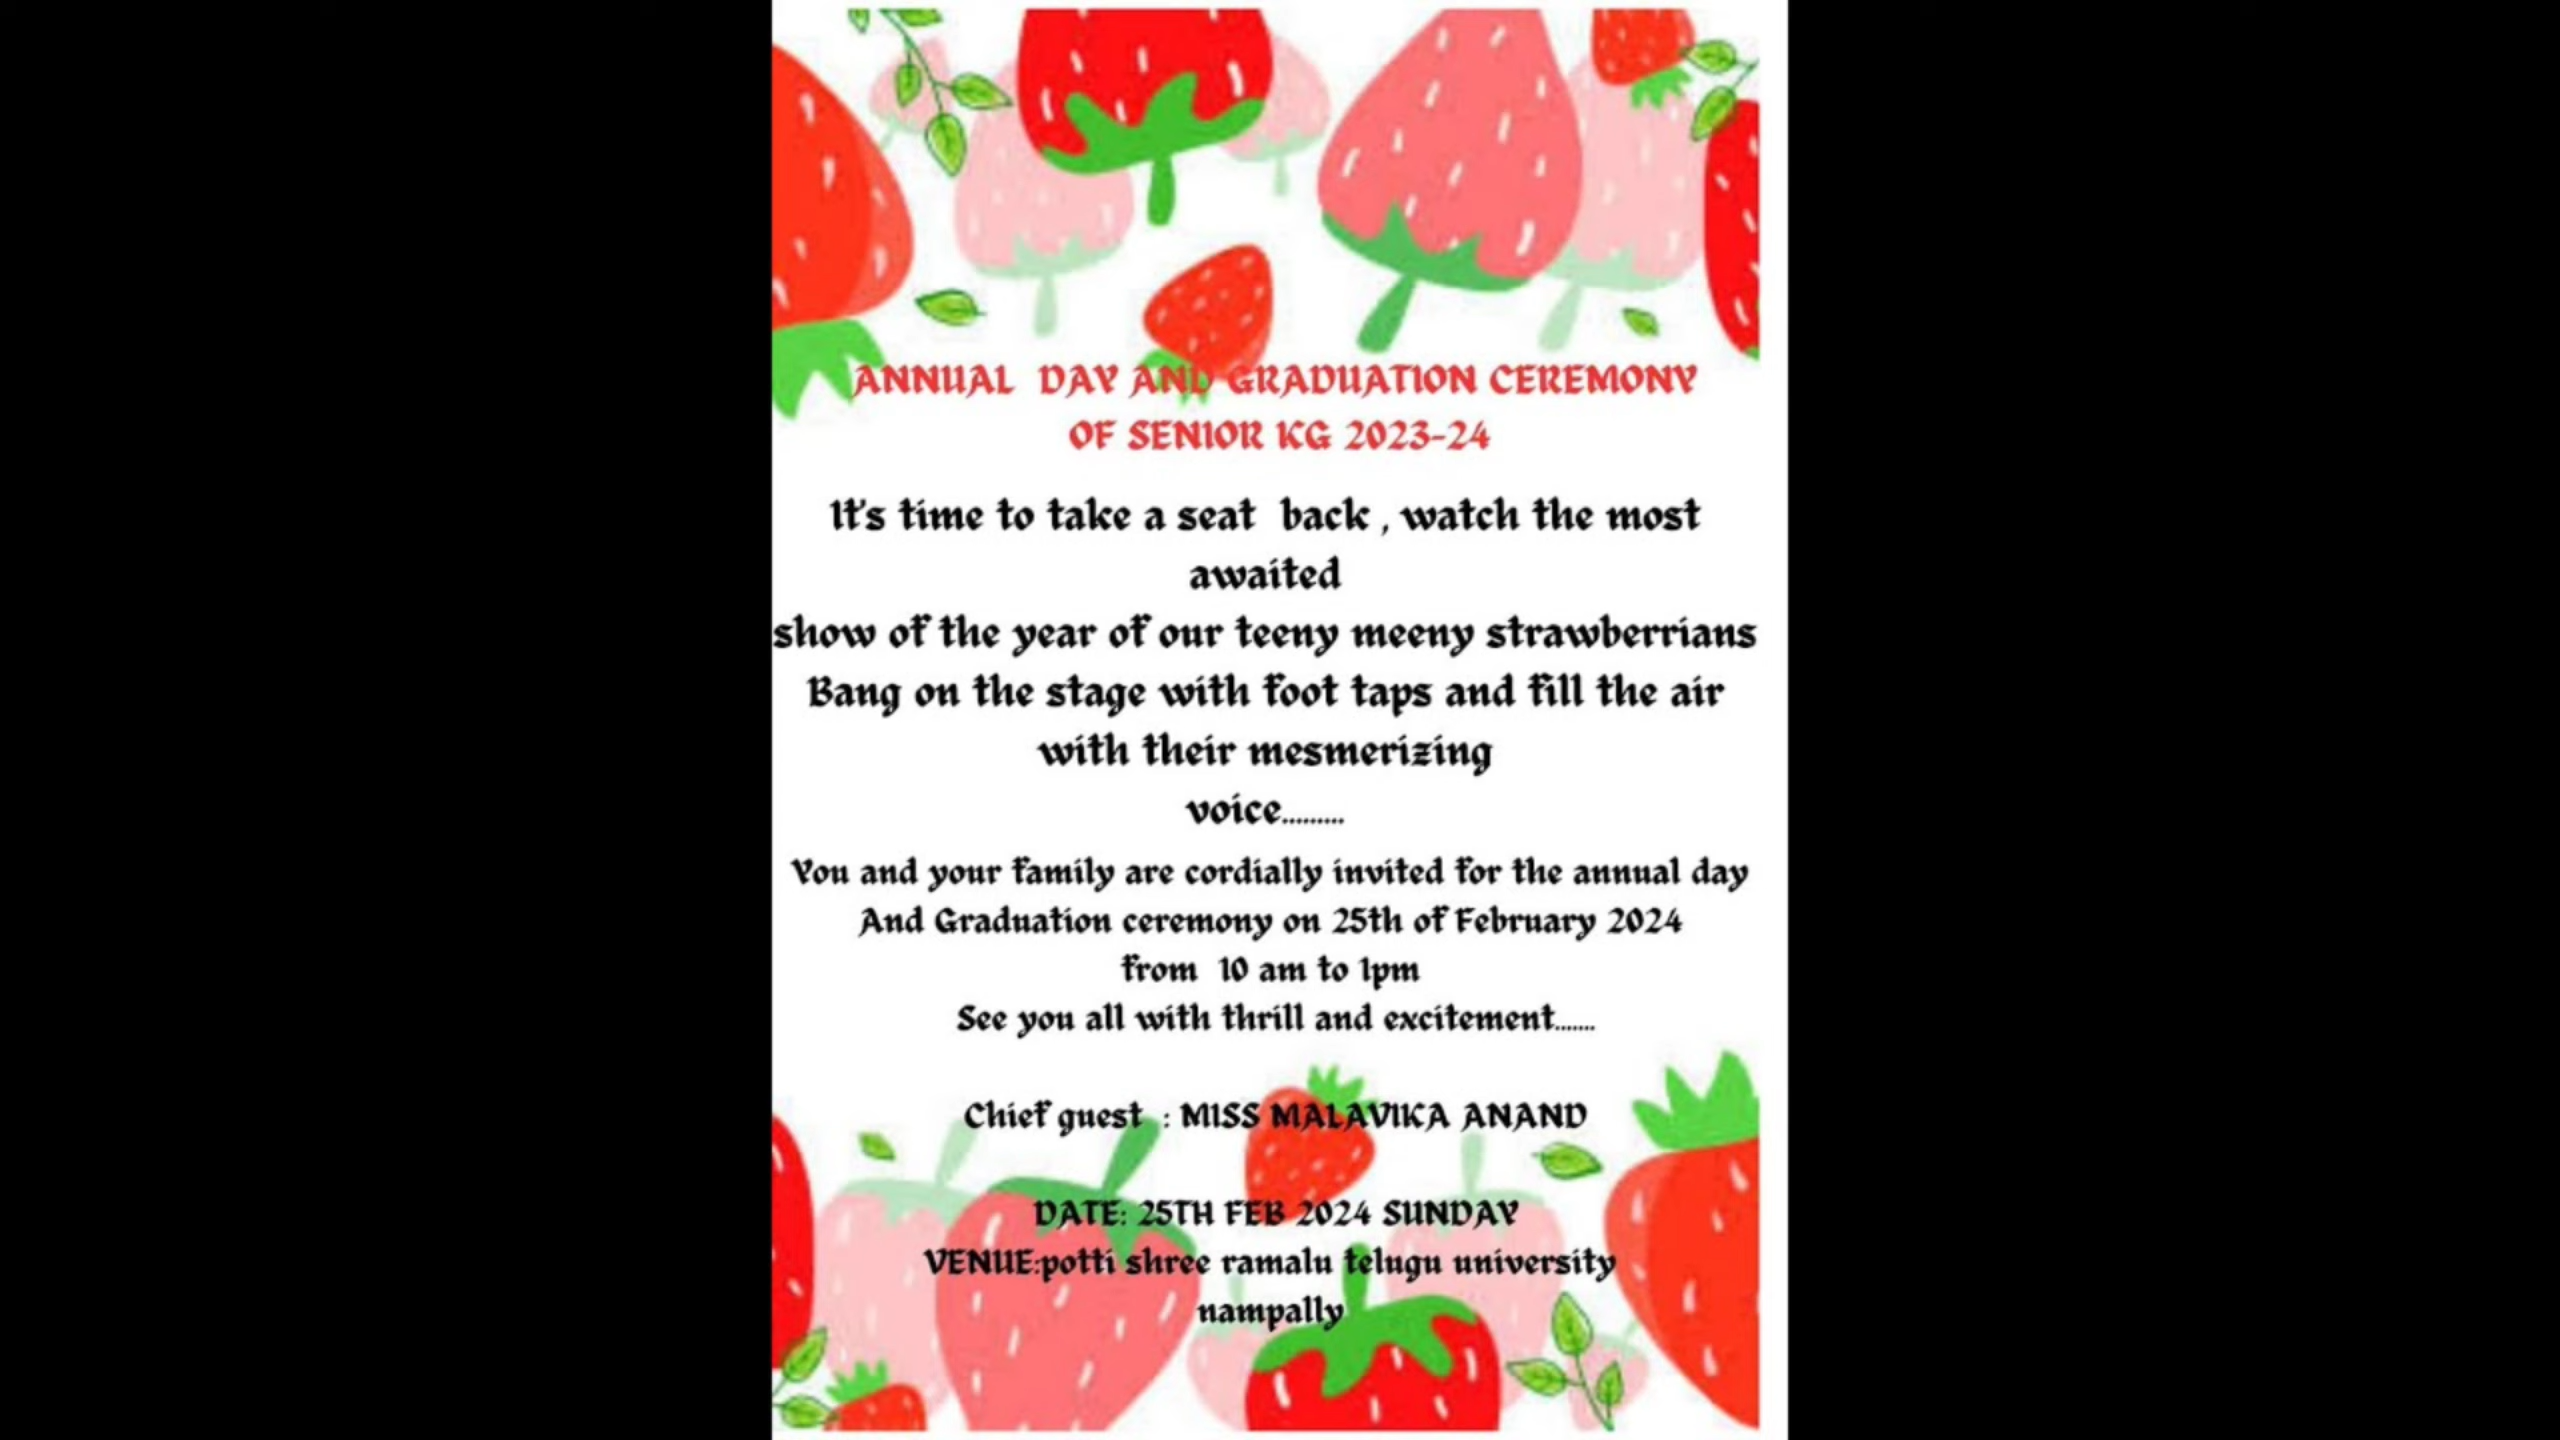 ANNUAL DAY AND GRADUATION CEREMONY
OF SENIOR KG 2023-24
It's time to take a seat back , watch the most
awaited
show of the year of our teeny meeny strawberrians
Bang on the stage with foot taps and fill the air
with their mesmerizing
voice.........
You and your family are cordially invited for the annual day
And Graduation ceremony on 25th of February 2024
from 10 am to 1pm
See you all with thrill and excitement.......
Chief guest : MISS MALAVIKA ANAND
DATE: 25TH FEB 2024 SUNDAY
VENUE:potti shree ramalu telugu university
nampally